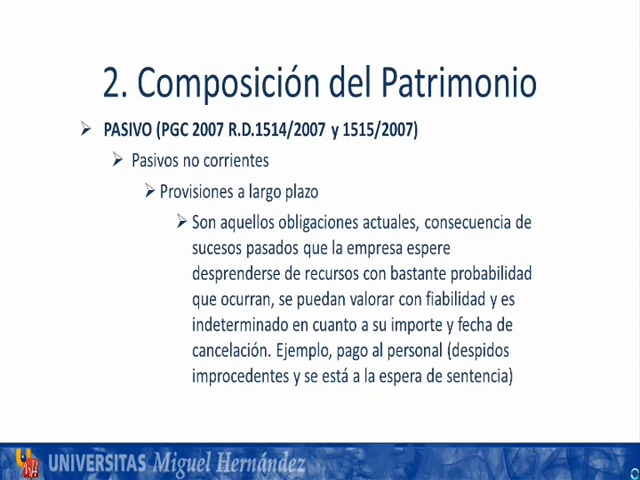 2. Composición del Patrimonio
PASIVO (PGC 2007 R.D.1514/2007 y 1515/2007)
Pasivos no corrientes
Provisiones a largo plazo
Son aquellos obligaciones actuales, consecuencia de
sucesos pasados que la empresa espere
desprenderse de recursos con bastante probabilidad
que ocurran, se puedan valorar con fiabilidad y es
indeterminado en cuanto a su importe y fecha de
cancelación. Ejemplo, pago al personal (despidos
improcedentes y se está a la espera de sentencia)
UNIVERSITAS Miguel Hernández